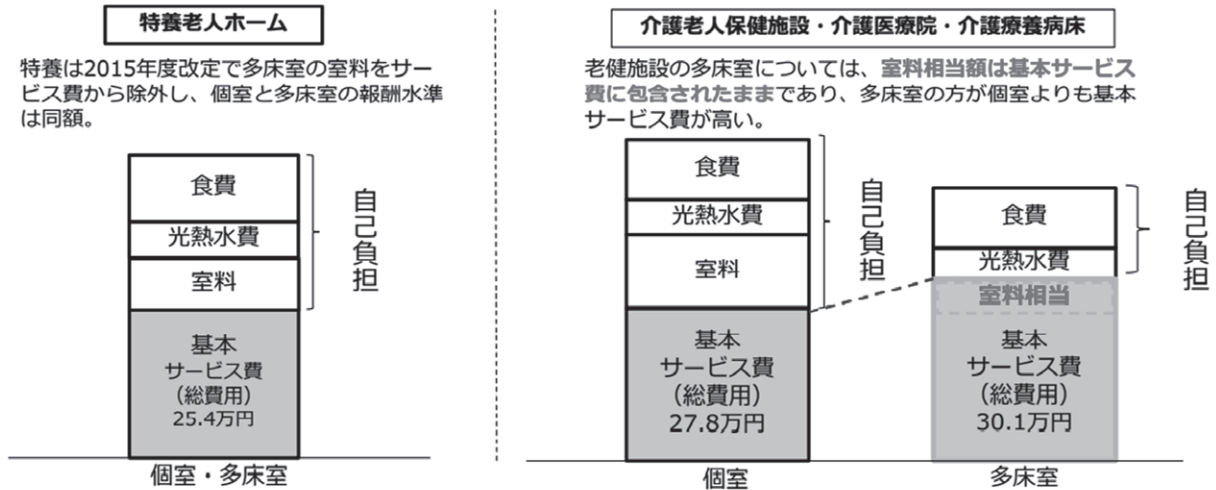 特養老人ホーム
特養は2015年度改定で多床室の室料をサー
ビス費から除外し、個室と多床室の報酬水準
は同額。
食費
光熱水費
室料
自己負担
基本
サービス費
（総費用）
25.4万円
個室・多床室
介護老人保健施設・介護医療院・介護療養病床
老健施設の多床室については、室料相当額は基本サービス
費に包含されたままであり、多床室の方が個室よりも基本
サービス費が高い。
食費
光熱水費
室料
自己負担
基本
サービス費
（総費用）
27.8万円
個室
食費
光熱水費
自己負担
室料相当
基本
サービス費
（総費用）
30.1万円
多床室